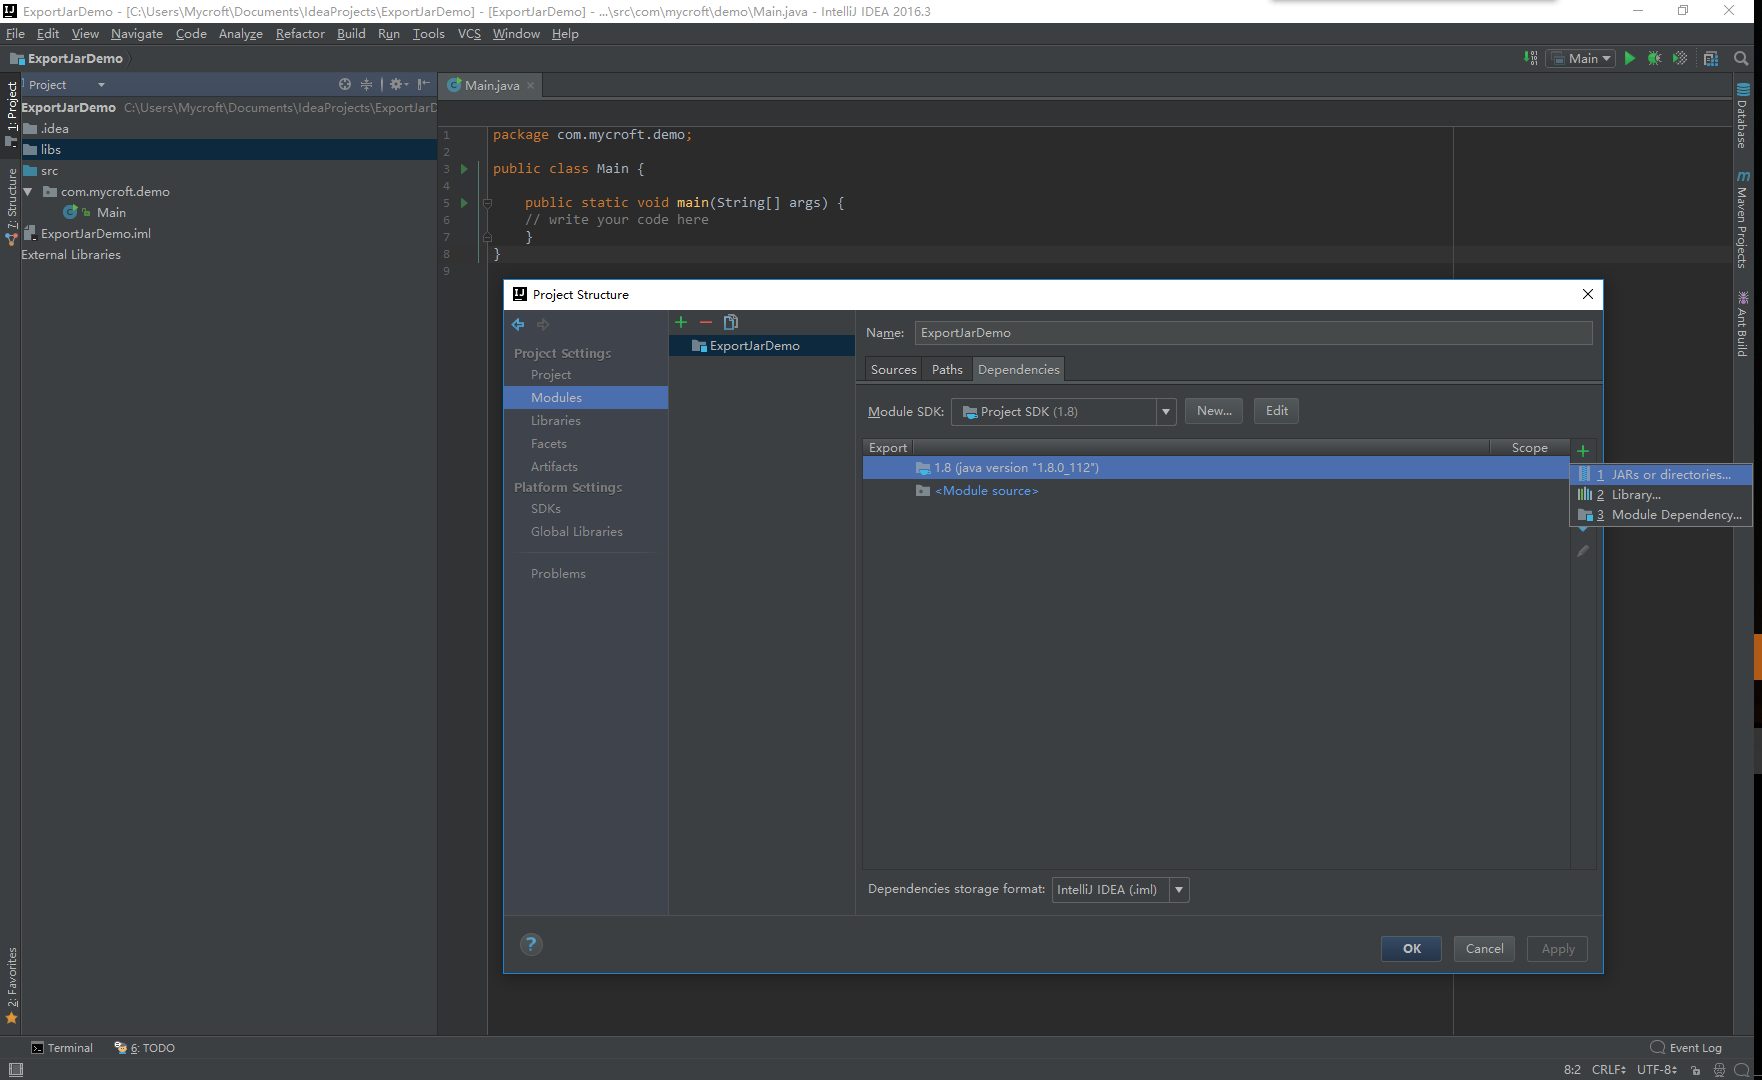 ExportJarDemo - [C:\Users\Mycroft\Documents\IdeaProjects\ExportJarDemo] - [ExportJarDemo] - ...\src\com\mycroft\demo\Main.java - IntelliJ IDEA 2016.3
File Edit View Navigate Code Analyze Refactor Build Run Tools VCS Window Help
ExportJarDemo
Main
Project
Main.java
1: Project
7: Structure
2: Favorites
ExportJarDemo C:\Users\Mycroft\Documents\IdeaProjects\ExportJarD
.idea
libs
src
com.mycroft.demo
Main
ExportJarDemo.iml
External Libraries
1 package com.mycroft.demo;
2
3 public class Main {
4
5 public static void main(String[] args) {
6 // write your code here
7 }
8 }
9
Database
Maven Projects
Ant Build
Project Structure
Project Settings
Project
Modules
Libraries
Facets
Artifacts
Platform Settings
SDKs
Global Libraries
Problems
ExportJarDemo
Name: ExportJarDemo
Sources Paths Dependencies
Module SDK: Project SDK (1.8) New... Edit
Export Scope
1.8 (java version "1.8.0_112")
<Module source>
1 JARs or directories...
2 Library...
3 Module Dependency...
Dependencies storage format: IntelliJ IDEA (.iml)
?
OK Cancel Apply
Terminal 6: TODO Event Log
8:2 CRLF UTF-8